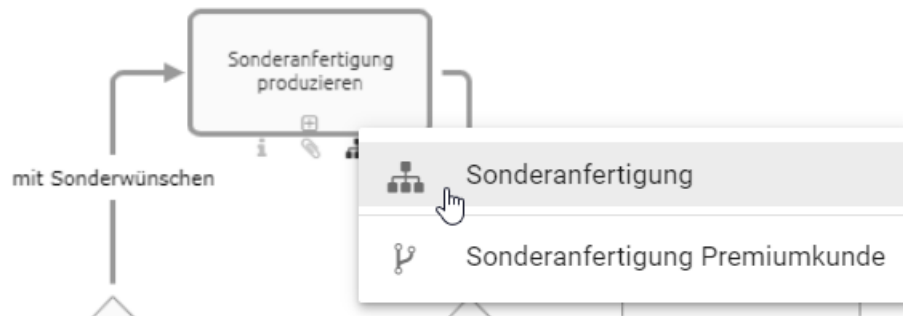 Sonderanfertigung
produzieren
mit Sonderwünschen
Sonderanfertigung
Sonderanfertigung Premiumkunde